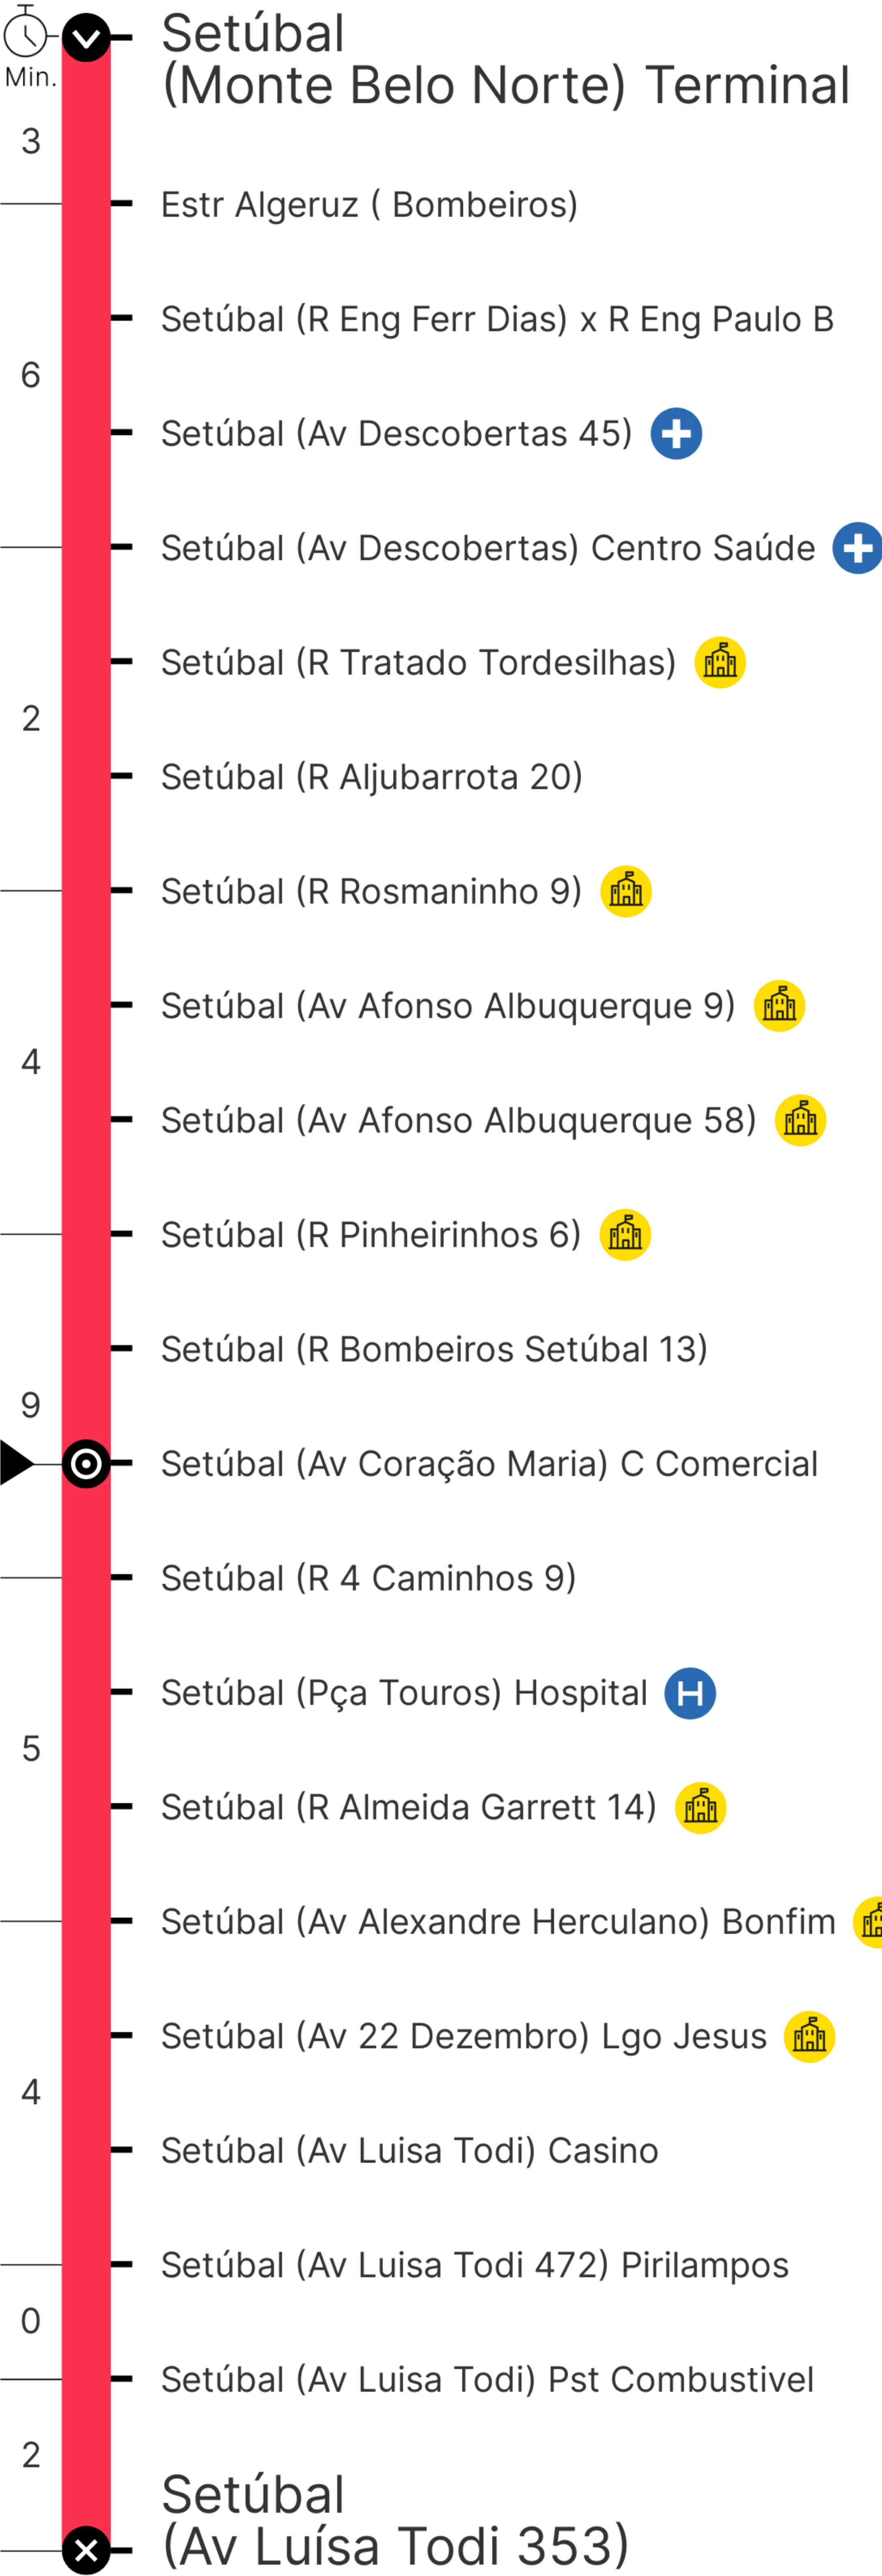 Setúbal
(Monte Belo Norte) Terminal
Min.
3
Estr Algeruz ( Bombeiros)
Setúbal (R Eng Ferr Dias) x R Eng Paulo B
6
Setúbal (Av Descobertas 45)
Setúbal (Av Descobertas) Centro Saúde
Setúbal (R Tratado Tordesilhas)
2
Setúbal (R Aljubarrota 20)
Setúbal (R Rosmaninho 9)
Setúbal (Av Afonso Albuquerque 9)
4
Setúbal (Av Afonso Albuquerque 58)
Setúbal (R Pinheirinhos 6)
Setúbal (R Bombeiros Setúbal 13)
9
Setúbal (Av Coração Maria) C Comercial
Setúbal (R 4 Caminhos 9)
Setúbal (Pça Touros) Hospital H
5
Setúbal (R Almeida Garrett 14)
Setúbal (Av Alexandre Herculano) Bonfim
Setúbal (Av 22 Dezembro) Lgo Jesus
4
Setúbal (Av Luisa Todi) Casino
Setúbal (Av Luisa Todi 472) Pirilampos
0
Setúbal (Av Luisa Todi) Pst Combustivel
2
Setúbal
(Av Luísa Todi 353)